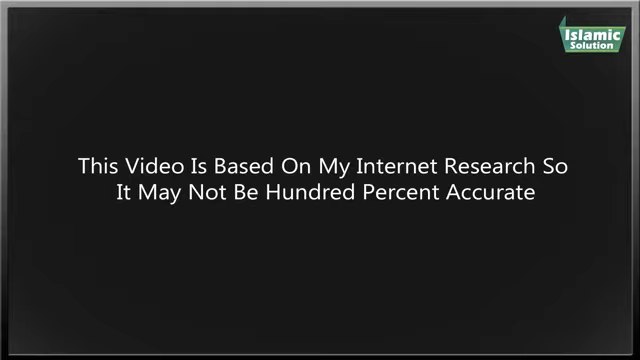 Islamic
Solution
This Video Is Based On My Internet Research So
It May Not Be Hundred Percent Accurate